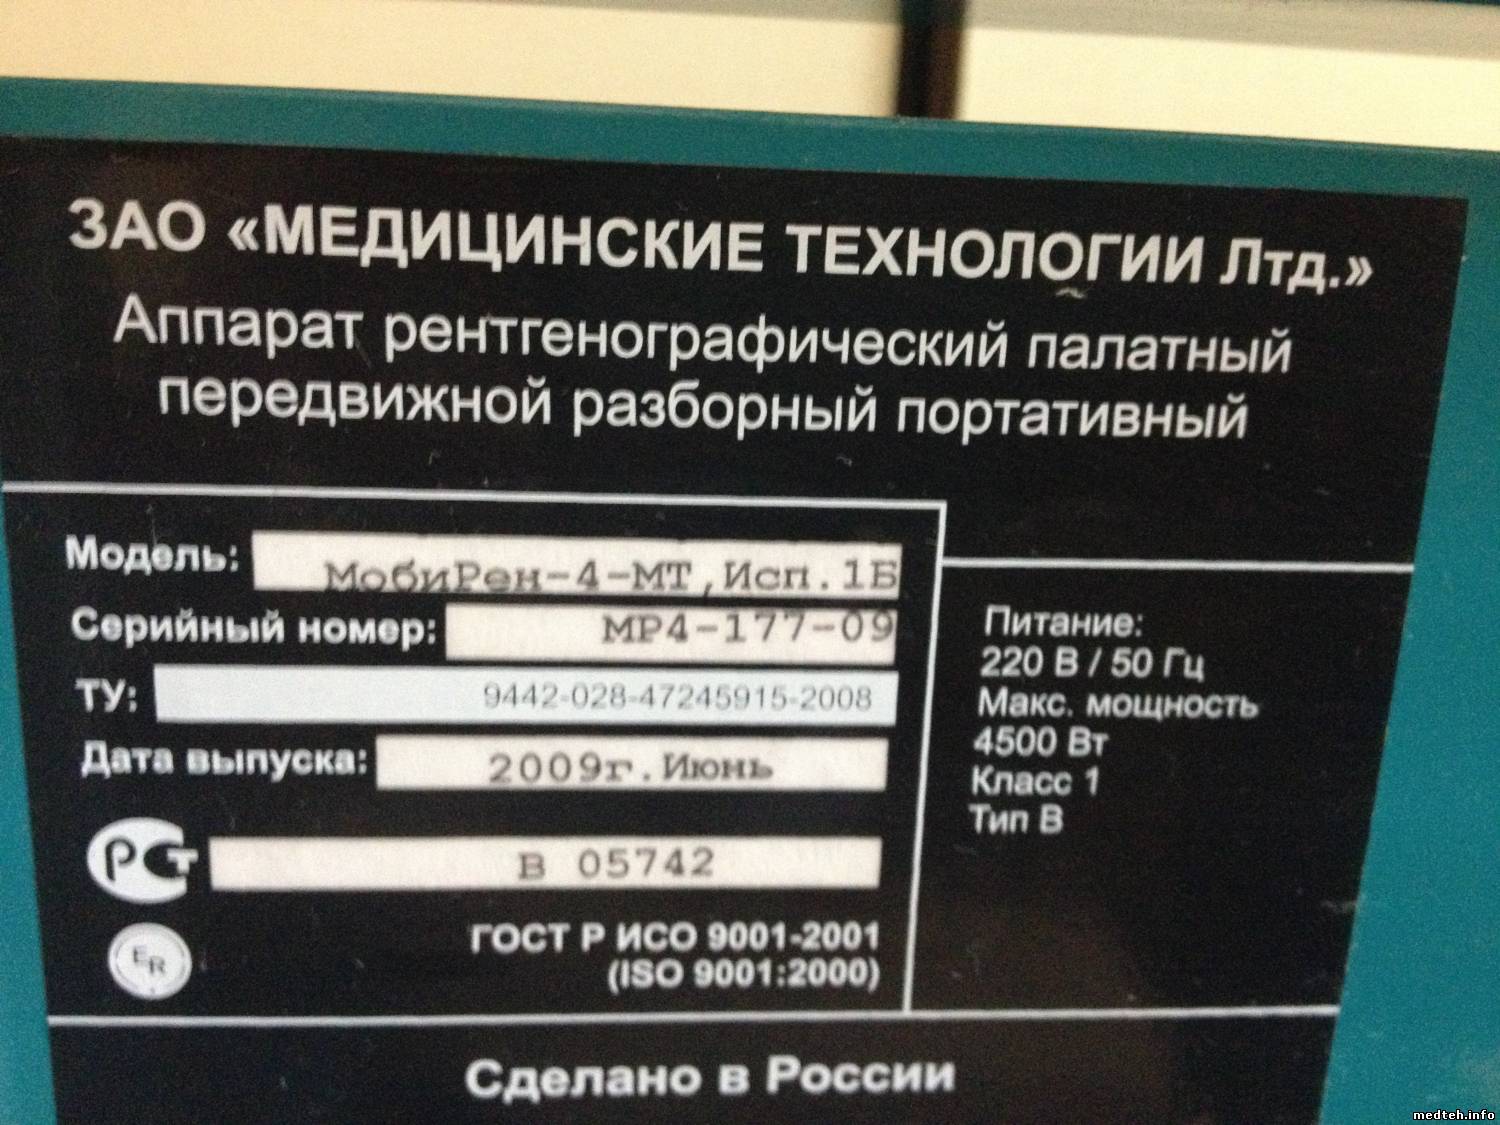 ЗАО «МЕДИЦИНСКИЕ ТЕХНОЛОГИИ Лтд.»
Аппарат рентгенографический палатный
передвижной разборный портативный
Модель: МобиРен-4-МТ,Исп.1Б
Серийный номер: МР4-177-09
ТУ: 9442-028-47245915-2008
Дата выпуска: 2009г.Июнь
РСТ В 05742
ER
ГОСТ Р ИСО 9001-2001
(ISO 9001:2000)
Питание:
220 В / 50 Гц
Макс. мощность
4500 Вт
Класс 1
Тип В
Сделано в России
medteh.info